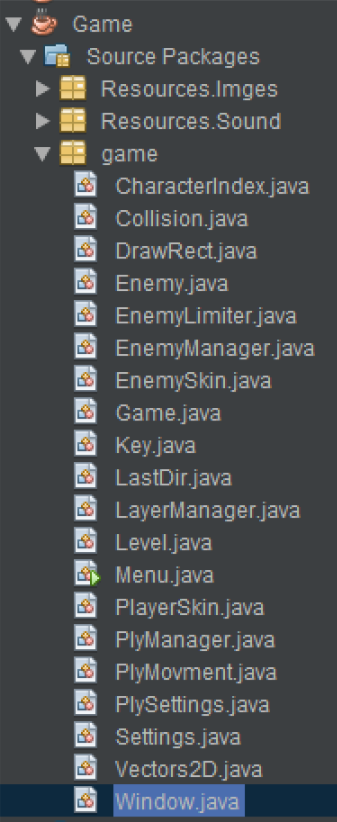 Game
Source Packages
Resources.Imges
Resources.Sound
game
CharacterIndex.java
Collision.java
DrawRect.java
Enemy.java
EnemyLimiter.java
EnemyManager.java
EnemySkin.java
Game.java
Key.java
LastDir.java
LayerManager.java
Level.java
Menu.java
PlayerSkin.java
PlyManager.java
PlyMovment.java
PlySettings.java
Settings.java
Vectors2D.java
Window.java